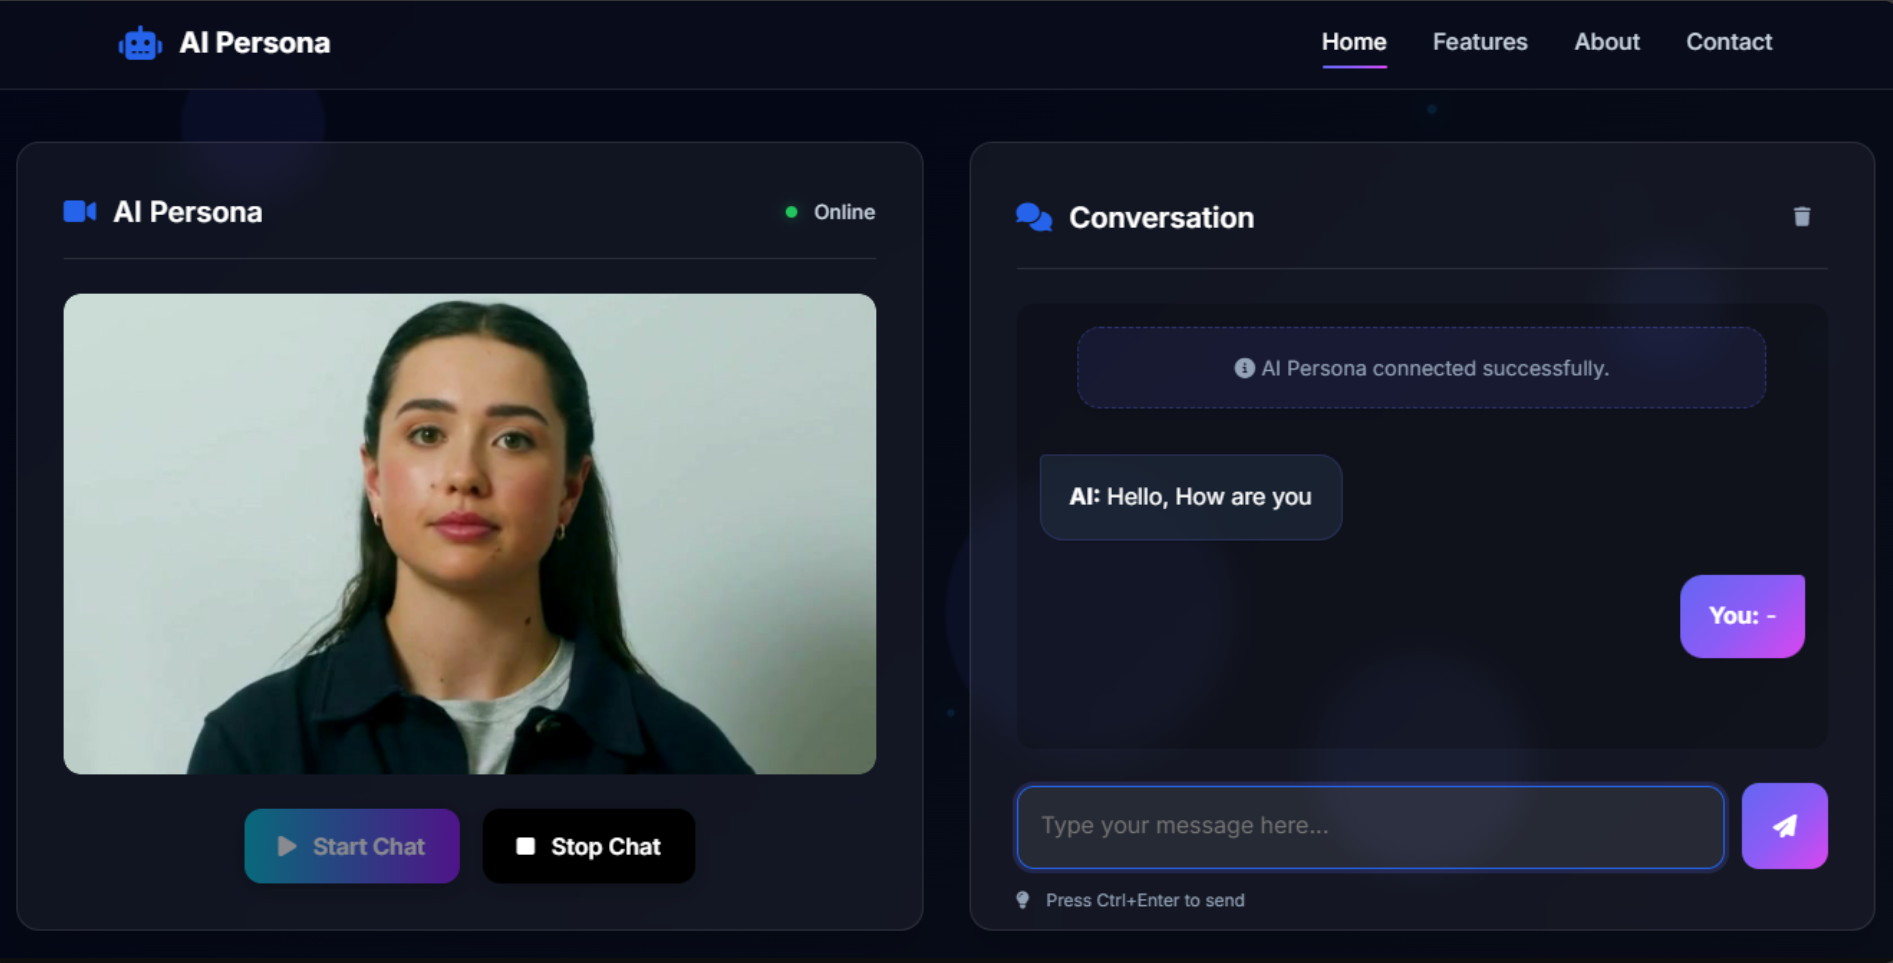 AI Persona
Home Features About Contact
AI Persona
Online
Start Chat
Stop Chat
Conversation
AI Persona connected successfully.
AI: Hello, How are you
You: -
Type your message here...
Press Ctrl+Enter to send